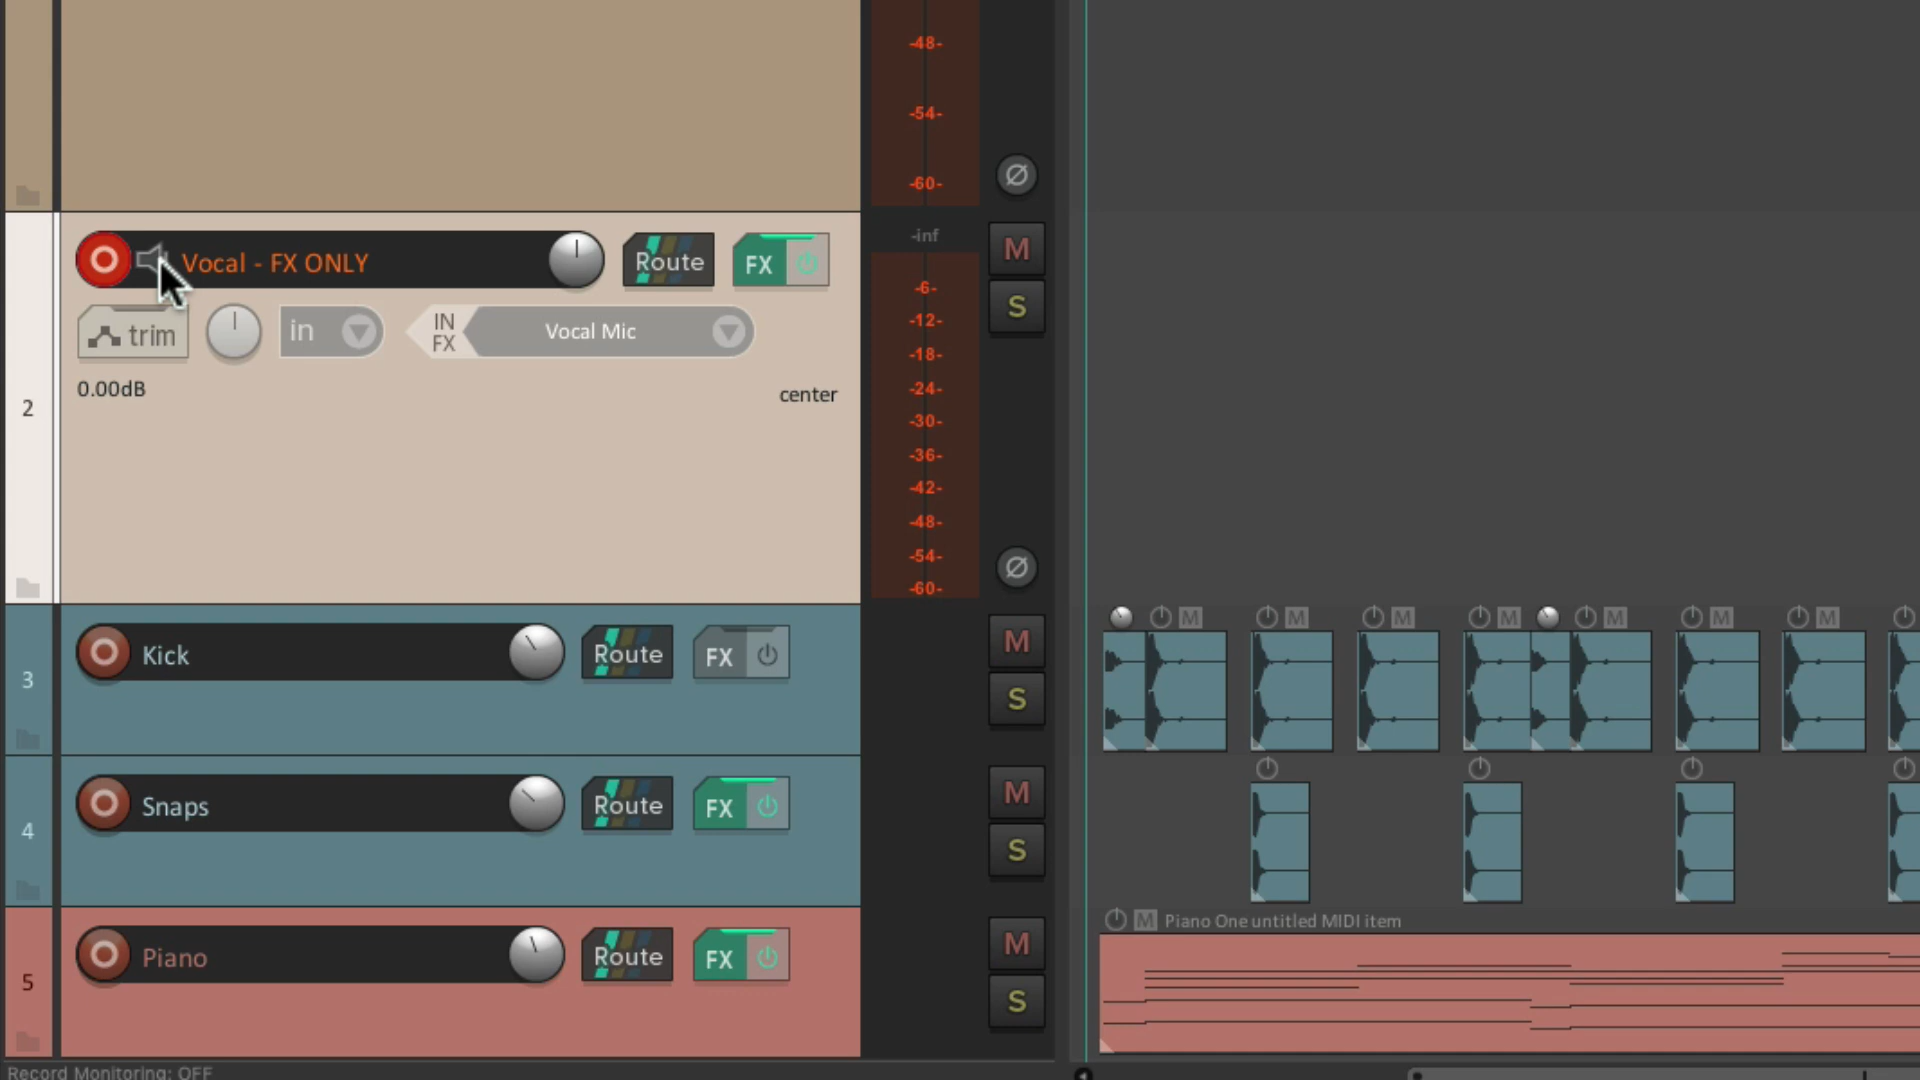 -48-
-54-
-60-
2
Vocal - FX ONLY
Route
FX
trim
in
IN
FX
Vocal Mic
0.00dB
center
-inf
-6-
-12-
-18-
-24-
-30-
-36-
-42-
-48-
-54-
-60-
M
S
3
Kick
Route
FX
M
S
M
M
M
M
M
M
M
4
Snaps
Route
FX
M
S
5
Piano
Route
FX
M
S
M Piano One untitled MIDI item
Record Monitoring: OFF